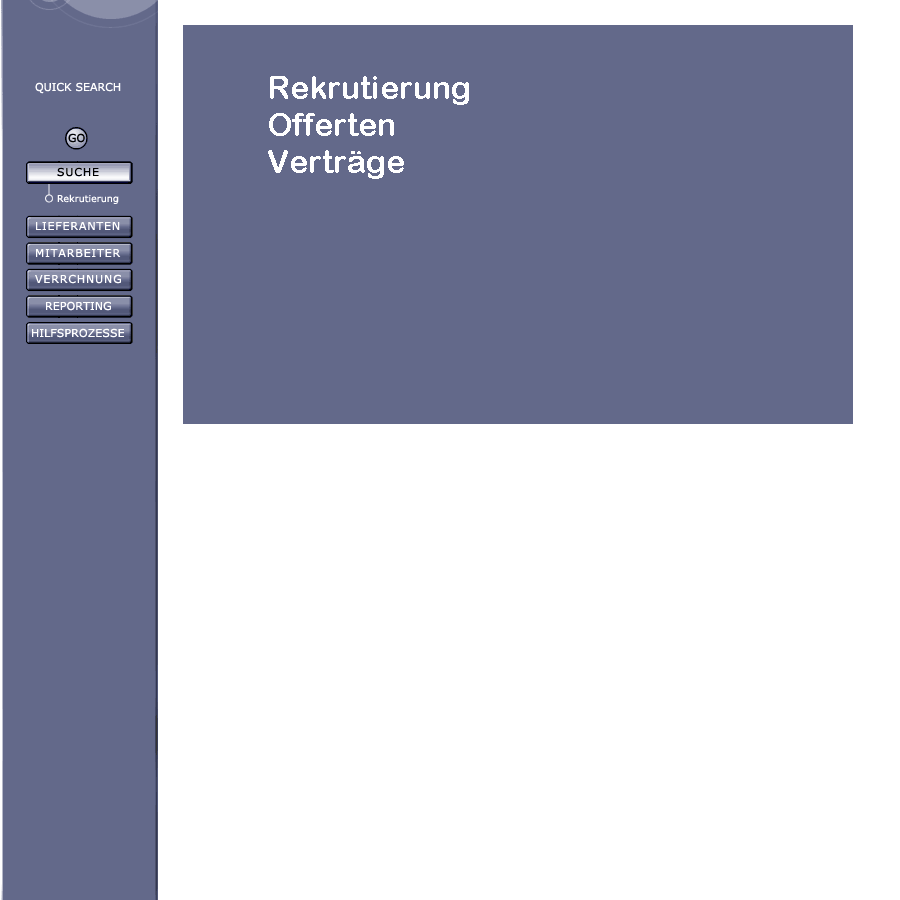 QUICK SEARCH
GO
SUCHE
Rekrutierung
LIEFERANTEN
MITARBEITER
VERRCHNUNG
REPORTING
HILFSPROZESSE
Rekrutierung
Offerten
Verträge